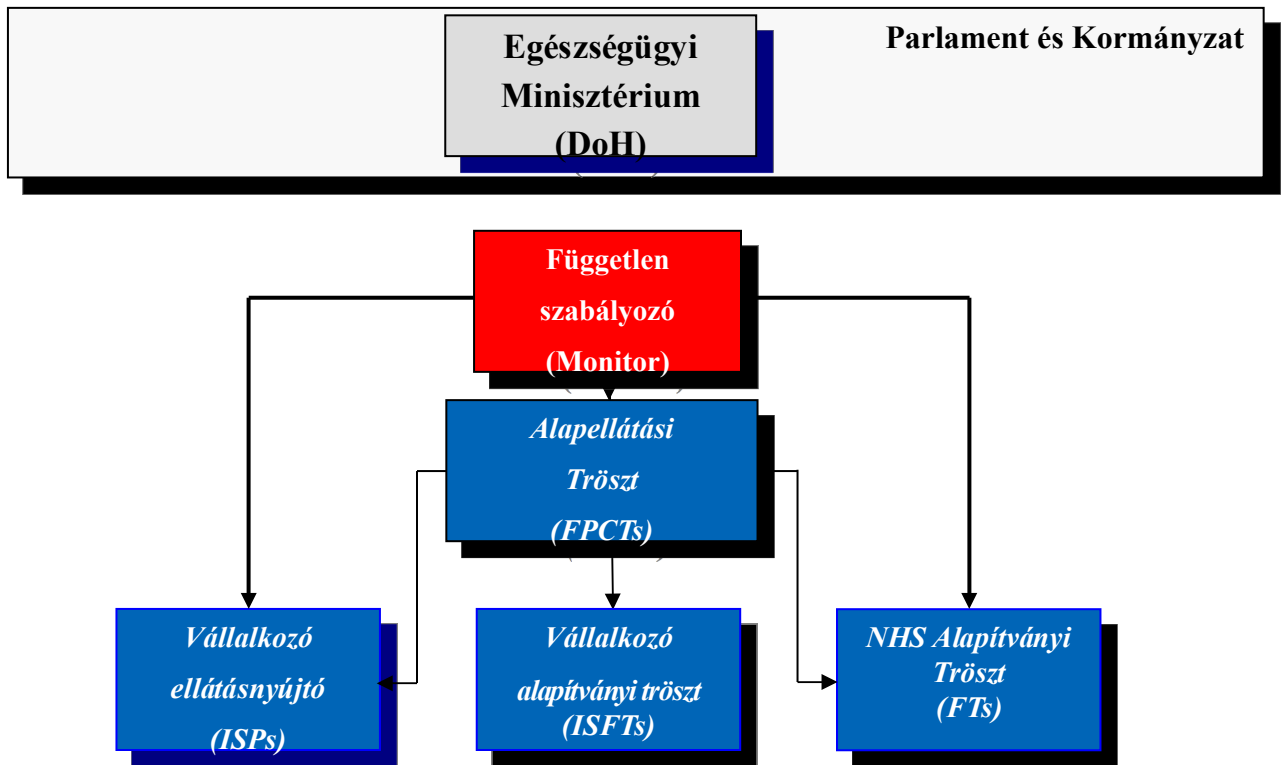 Parlament és Kormányzat
Egészségügyi
Minisztérium
(DoH)
Független
szabályozó
(Monitor)
Alapellátási
Tröszt
(FPCTs)
Vállalkozó
ellátásnyújtó
(ISPs)
Vállalkozó
alapítványi tröszt
(ISFTs)
NHS Alapítványi
Tröszt
(FTs)